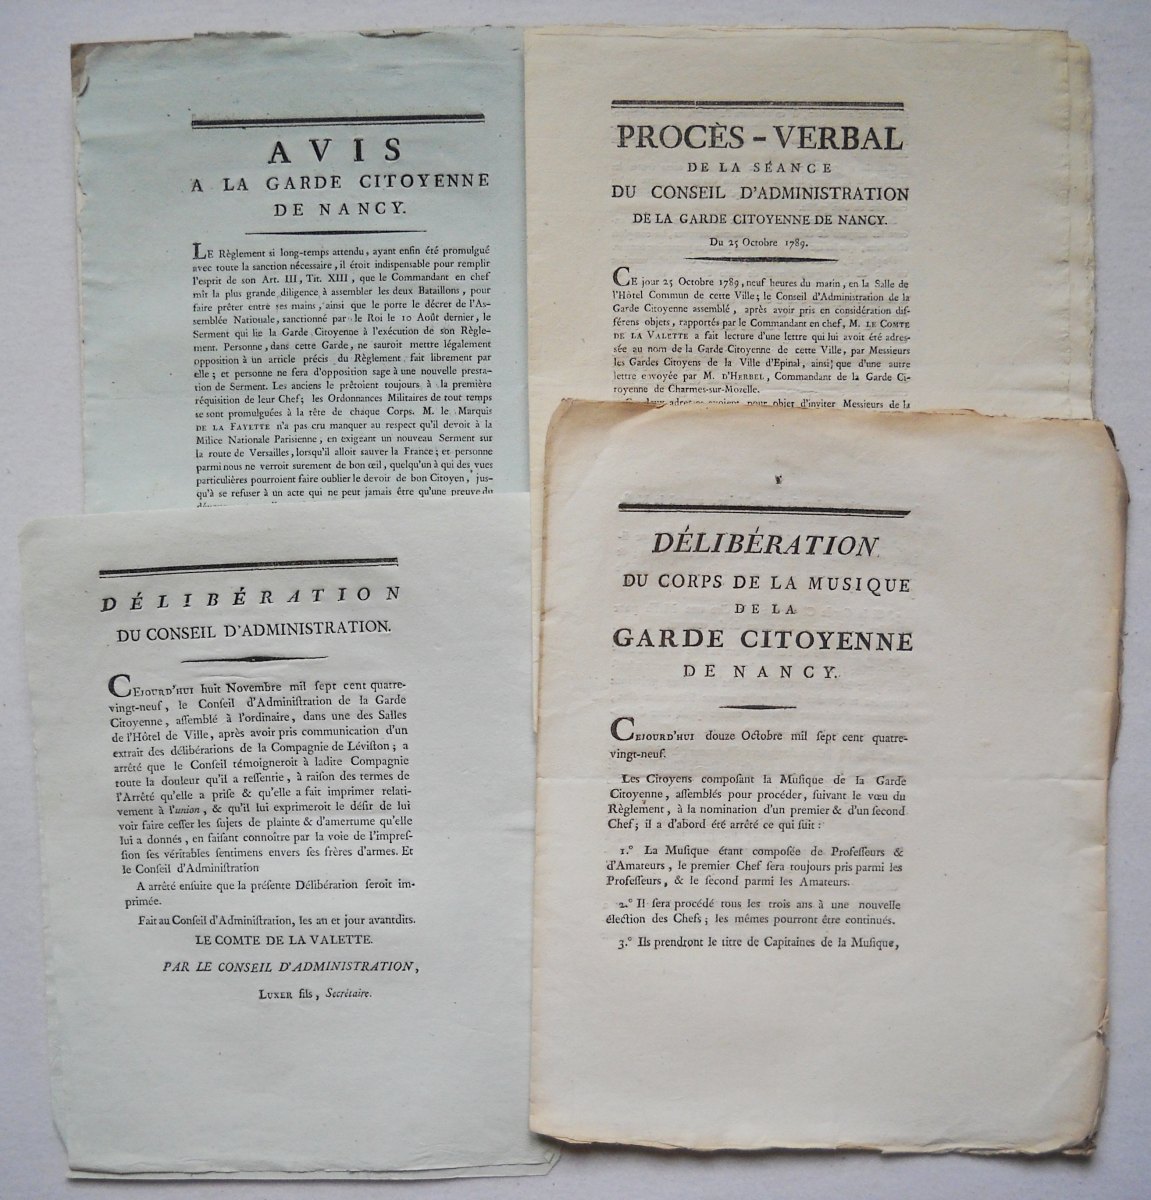 AVIS
A LA GARDE CITOYENNE
DE NANCY.
LE Règlement si long-temps attendu, ayant enfin été promulgué
avec toute la sanction nécessaire, il étoit indispensable pour remplir
l'esprit de son Art. III, Tit. XIII, que le Commandant en chef
mît la plus grande diligence à assembler les deux Bataillons, pour
faire prêter entre ses mains, ainsi que le porte le décret de l'As-
semblée Nationale, sanctionné par le Roi le 10 Août dernier, le
Serment qui lie la Garde Citoyenne à l'exécution de son Règle-
ment. Personne, dans cette Garde, ne sauroit mettre légalement
opposition à un article précis du Règlement fait librement par
elle; et personne ne fera d'opposition sage à une nouvelle presta-
tion de Serment. Les anciens le prêtoient toujours à la première
réquisition de leur Chef; les Ordonnances Militaires de tout temps
se sont promulguées à la tête de chaque Corps. M. le Marquis
DE LA FAYETTE n'a pas cru manquer au respect qu'il devoit à la
Milice Nationale Parisienne, en exigeant un nouveau Serment sur
la route de Versailles, lorsqu'il alloit sauver la France; et personne
parmi nous ne verroit surement de bon œil, quelqu'un à qui des vues
particulières pourroient faire oublier le devoir de bon Citoyen, jus-
qu'à se refuser à un acte qui ne peut jamais être qu'une preuve du
PROCÈS-VERBAL
DE LA SÉANCE
DU CONSEIL D'ADMINISTRATION
DE LA GARDE CITOYENNE DE NANCY.
Du 25 Octobre 1789.
CE jour 25 Octobre 1789, neuf heures du matin, en la Salle de
l'Hôtel Commun de cette Ville; le Conseil d'Administration de la
Garde Citoyenne assemblé, après avoir pris en considération dif-
férens objets, rapportés par le Commandant en chef, M. LE COMTE
DE LA VALETTE a fait lecture d'une lettre qui lui avoit été adres-
sée au nom de la Garde Citoyenne de cette Ville, par Messieurs
les Gardes Citoyens de la Ville d'Epinal, ainsi que d'une autre
lettre envoyée par M. D'HERBEL, Commandant de la Garde Ci-
toyenne de Charmes-sur-Mozelle.
pour objet d'inviter Messieurs de la
DÉLIBÉRATION
DU CONSEIL D'ADMINISTRATION.
CEJOURD'HUI huit Novembre mil ſept cent quatre-
vingt-neuf, le Conſeil d'Adminiſtration de la Garde
Citoyenne, aſſemblé à l'ordinaire, dans une des Salles
de l'Hôtel de Ville, après avoir pris communication d'un
extrait des délibérations de la Compagnie de Léviſton; a
arrêté que le Conſeil témoigneroit à ladite Compagnie
toute la douleur qu'il a reſſentie, à raiſon des termes de
l'Arrêté qu'elle a priſe & qu'elle a fait imprimer relati-
vement à l'union, & qu'il lui exprimeroit le déſir de lui
voir faire ceſſer les ſujets de plainte & d'amertume qu'elle
lui a donnés, en faiſant connoître par la voie de l'impreſ-
ſion ſes véritables ſentimens envers ſes frères d'armes. Et
le Conſeil d'Adminiſtration
A arrêté enſuite que la préſente Délibération ſeroit im-
primée.
Fait au Conſeil d'Adminiſtration, les an et jour avantdits.
LE COMTE DE LA VALETTE.
PAR LE CONSEIL D'ADMINISTRATION,
LUXER fils, Secrétaire.
DÉLIBÉRATION
DU CORPS DE LA MUSIQUE
DE LA
GARDE CITOYENNE
DE NANCY.
CEJOURD'HUI douze Octobre mil ſept cent quatre-
vingt-neuf.
Les Citoyens compoſant la Muſique de la Garde
Citoyenne, aſſemblés pour procéder, ſuivant le vœu du
Règlement, à la nomination d'un premier & d'un ſecond
Chef; il a d'abord été arrêté ce qui ſuit:
1.° La Muſique étant compoſée de Profeſſeurs &
d'Amateurs, le premier Chef ſera toujours pris parmi les
Profeſſeurs, & le ſecond parmi les Amateurs.
2.° Il ſera procédé tous les trois ans à une nouvelle
élection des Chefs; les mêmes pourront être continués.
3.° Ils prendront le titre de Capitaines de la Muſique,